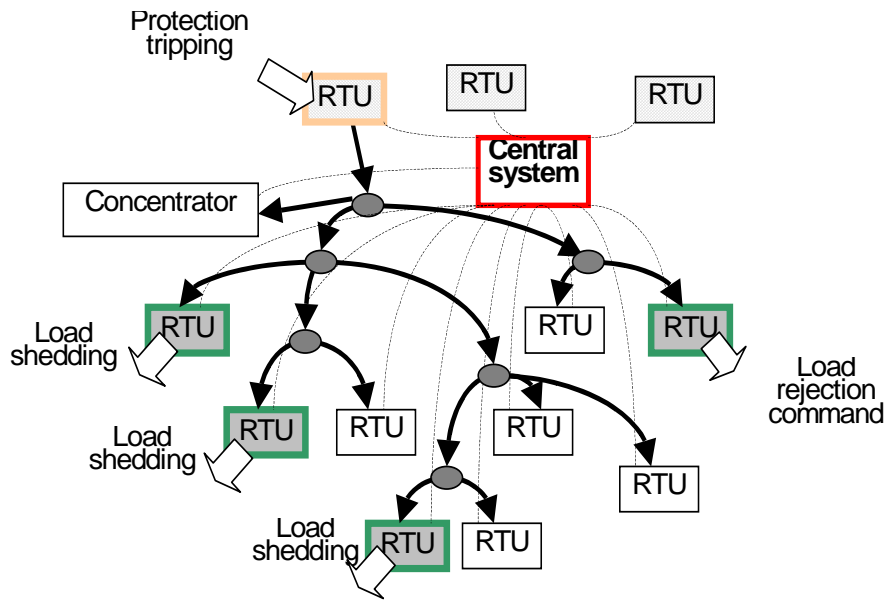 Protection
tripping
RTU
RTU
RTU
Central
system
Concentrator
RTU
RTU
RTU
Load
shedding
Load
rejection
command
RTU
RTU
RTU
Load
shedding
RTU
Load
shedding
RTU
RTU